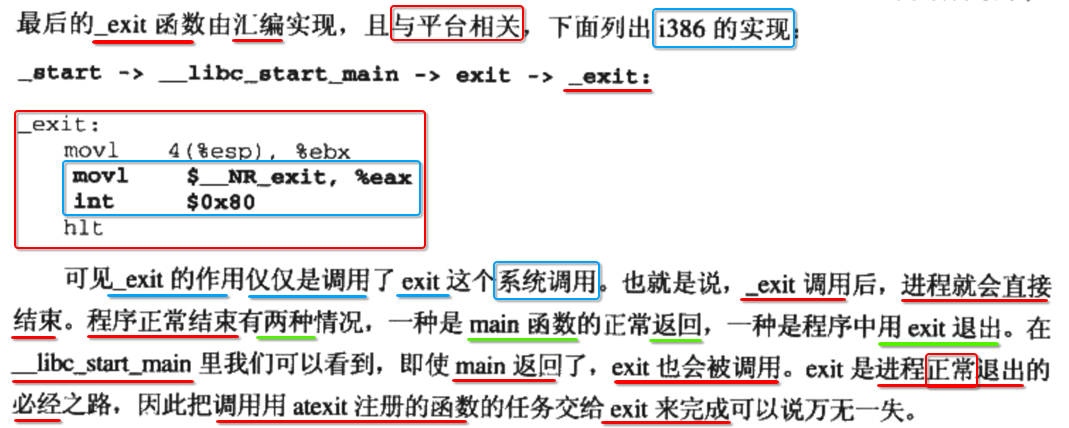 最后的_exit 函数由汇编实现，且与平台相关，下面列出 i386 的实现：
_start -> __libc_start_main -> exit -> _exit:
_exit:
movl 4(%esp), %ebx
movl $__NR_exit, %eax
int $0x80
hlt
可见_exit 的作用仅仅是调用了 exit 这个系统调用。也就是说，_exit 调用后，进程就会直接
结束。程序正常结束有两种情况，一种是 main 函数的正常返回，一种是程序中用 exit 退出。在
__libc_start_main 里我们可以看到，即使 main 返回了，exit 也会被调用。exit 是进程正常退出的
必经之路，因此把调用用 atexit 注册的函数的任务交给 exit 来完成可以说万无一失。